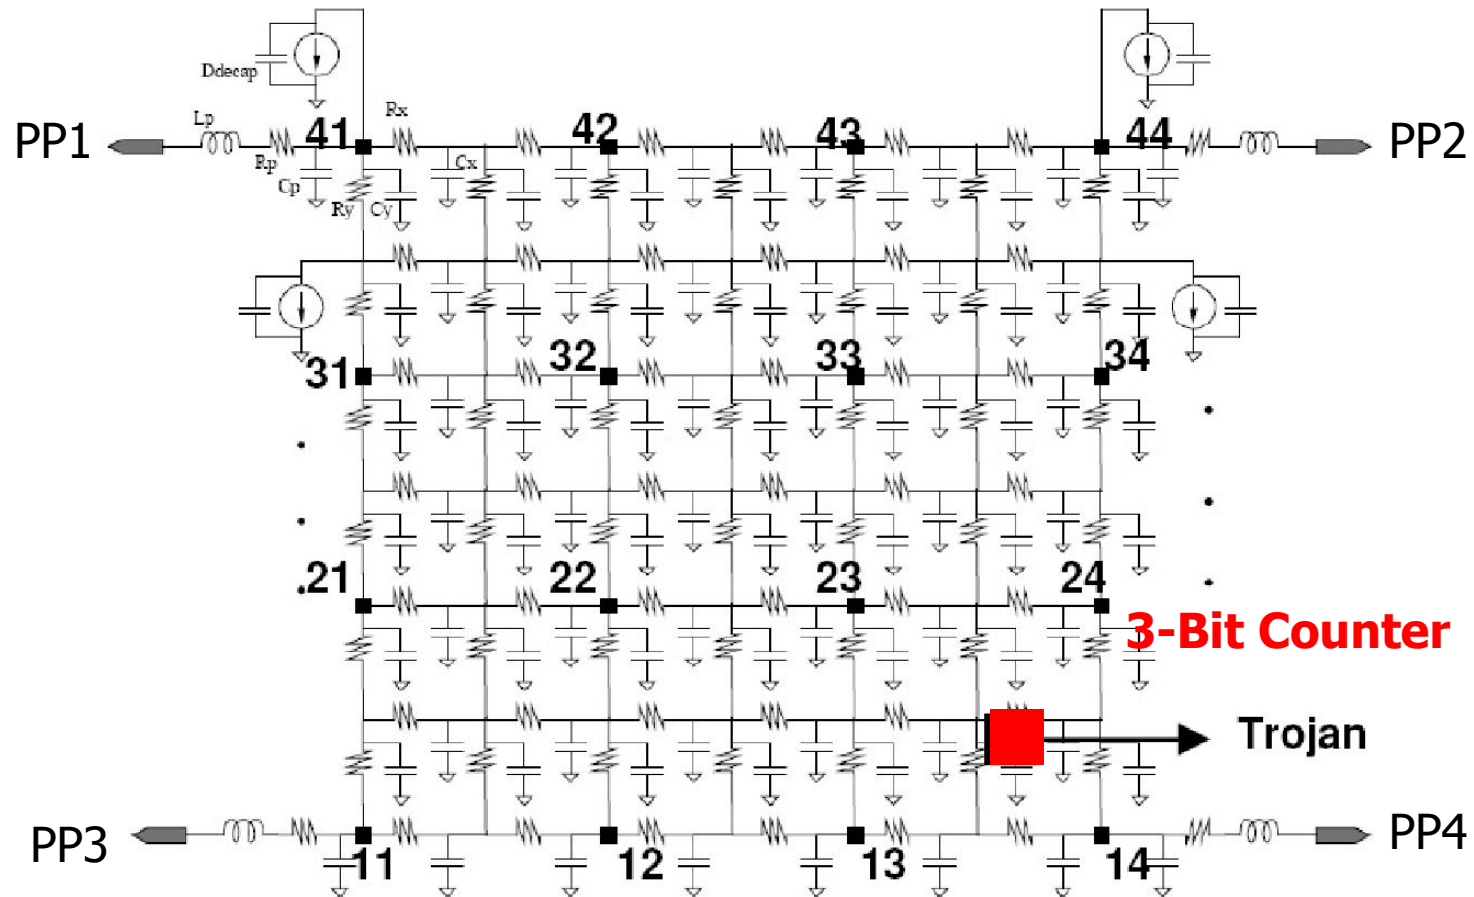 Ddecap
Lp
Rx
PP1
41
42
43
44
PP2
Rp
Cx
Cp
Ry
Cy
31
32
33
34
21
22
23
24
3-Bit Counter
Trojan
PP3
11
12
13
14
PP4